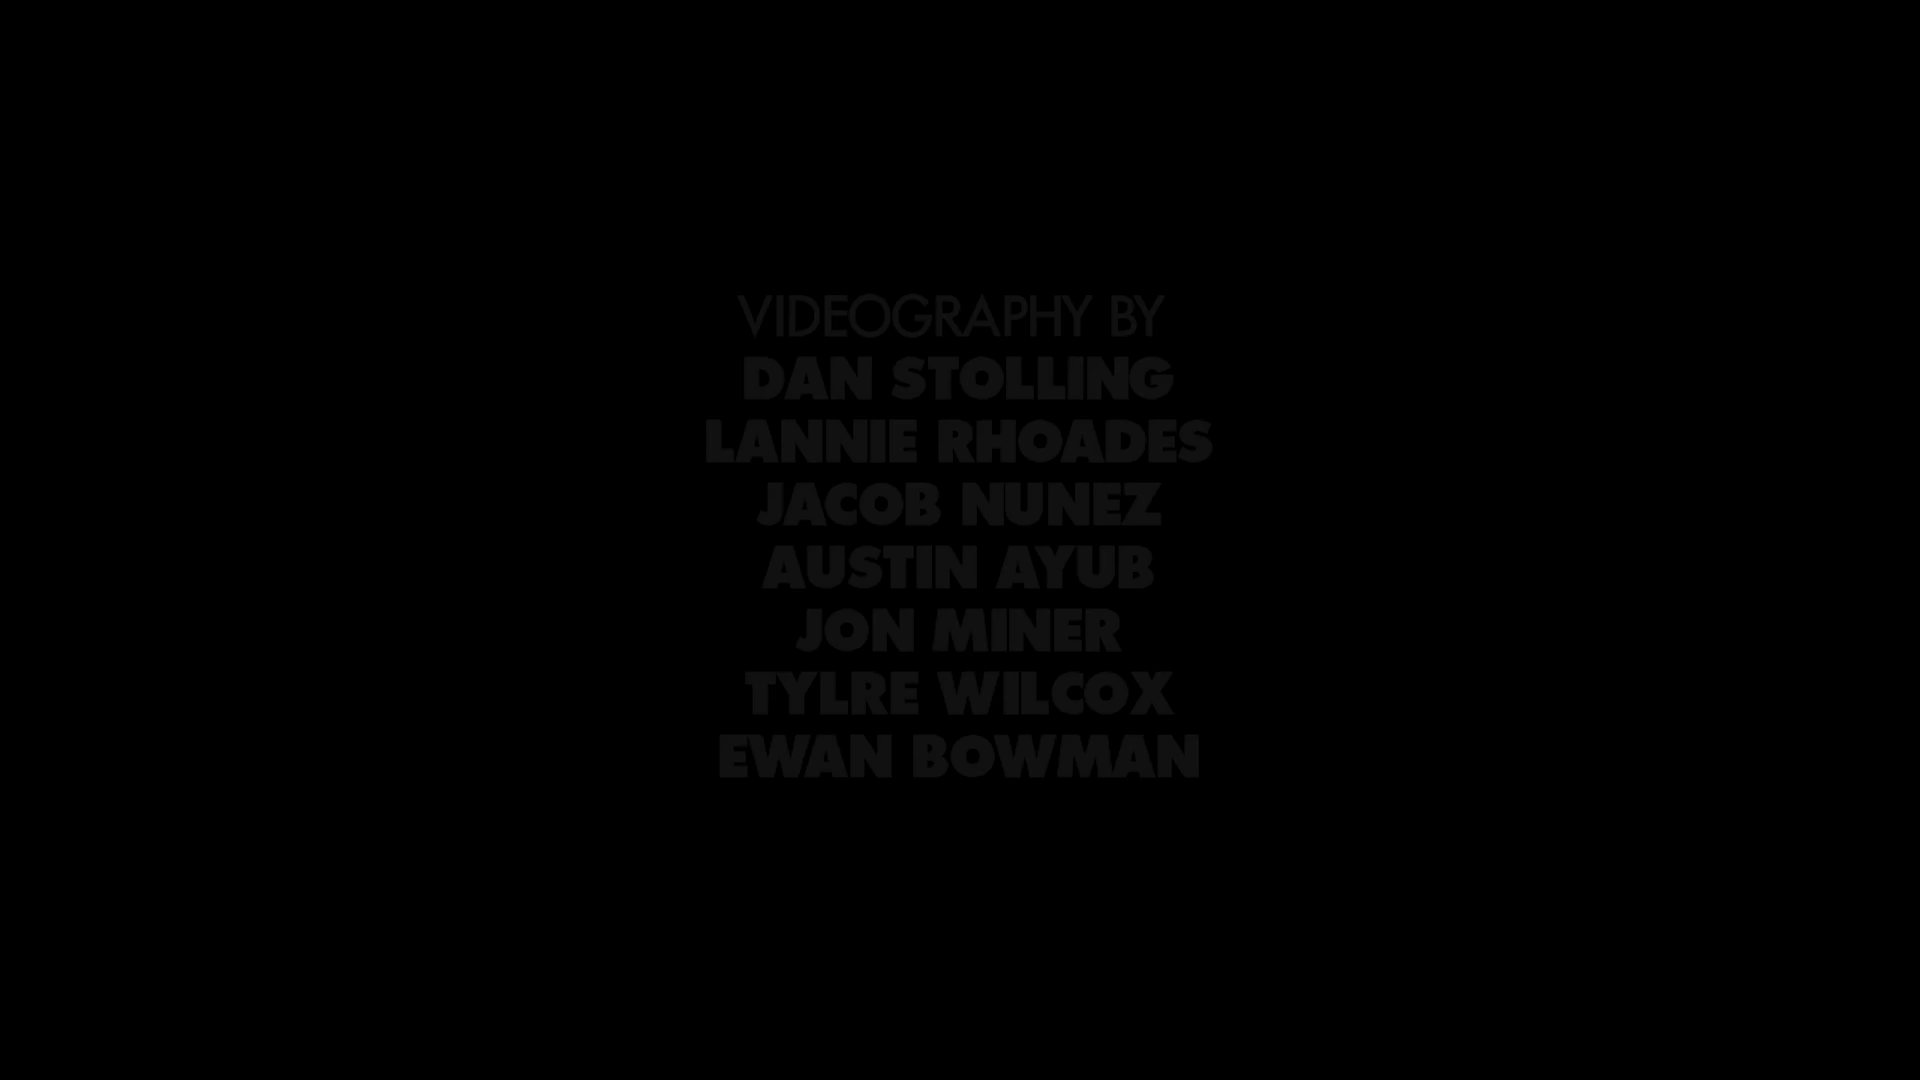 VIDEOGRAPHY BY
DAN STOLLING
LANNIE RHOADES
JACOB NUNEZ
AUSTIN AYUB
JON MINER
TYLRE WILCOX
EWAN BOWMAN